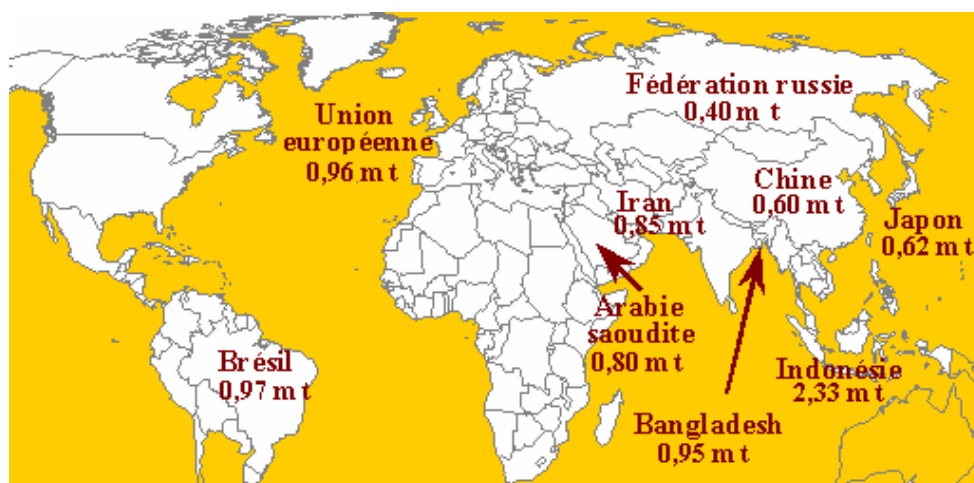 Fédération russie
0,40 m t
Union
européenne
0,96 m t
Chine
0,60 m t
Iran
0,85 m t
Japon
0,62 m t
Arabie
saoudite
0,80 m t
Brésil
0,97 m t
Indonésie
2,33 m t
Bangladesh
0,95 m t